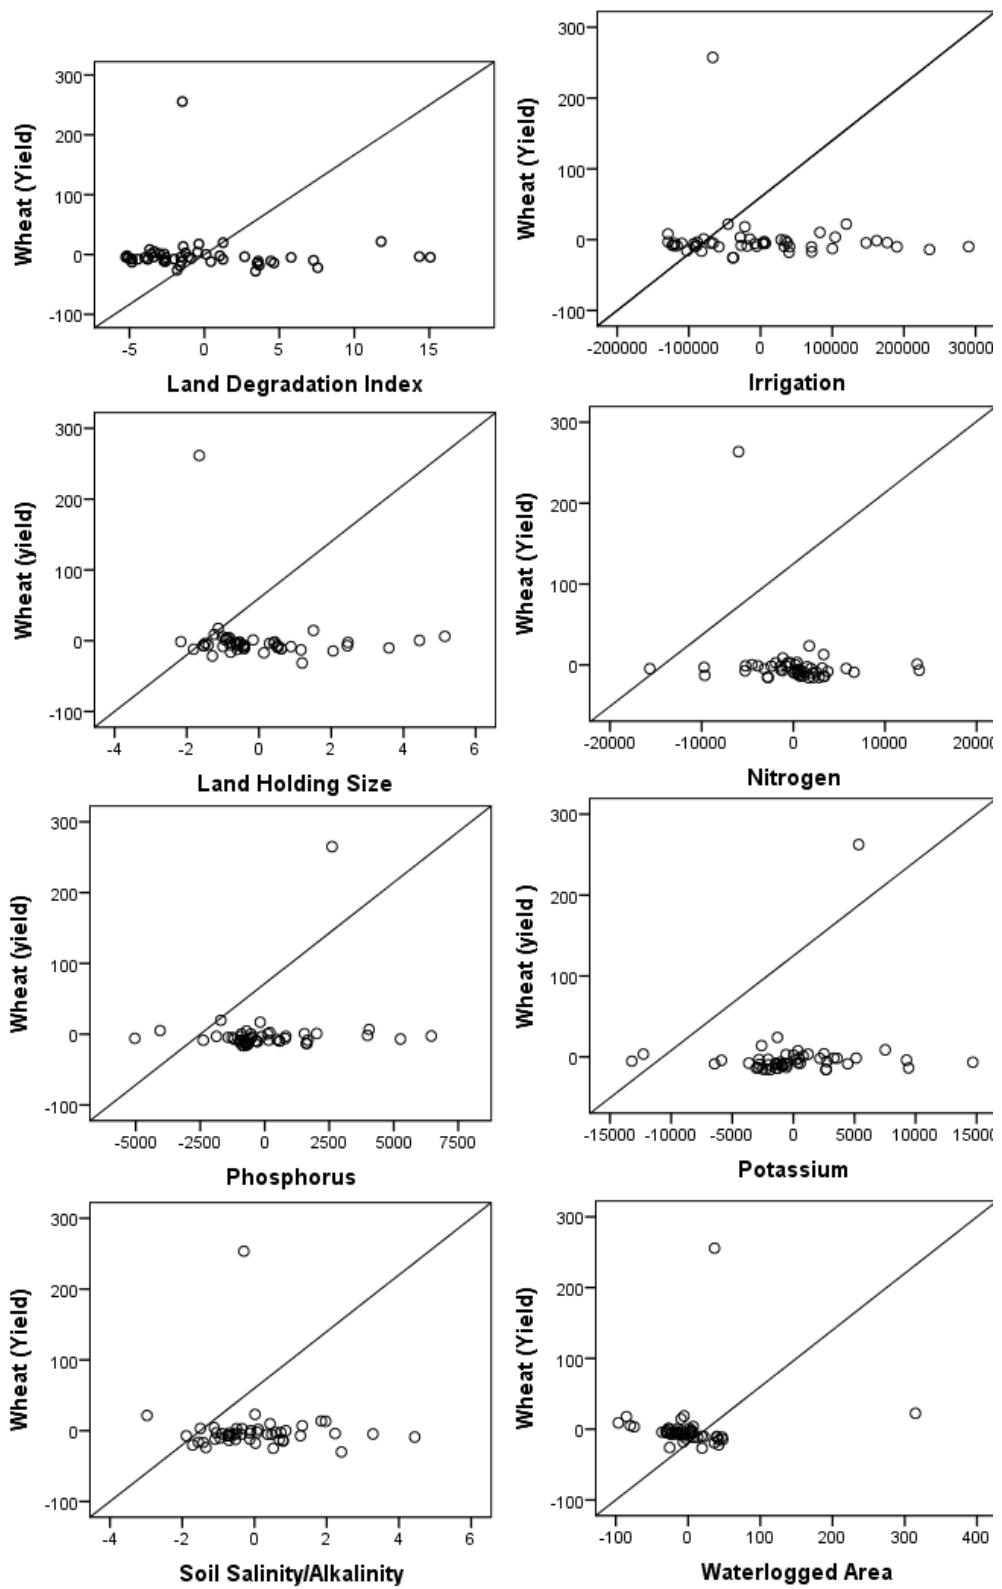 Wheat (Yield)
300
200
100
0
-100
-5 0 5 10 15
Land Degradation Index
Wheat (Yield)
300
200
100
0
-100
-200000 -100000 0 100000 200000 30000
Irrigation
Wheat (yield)
300
200
100
0
-100
-4 -2 0 2 4 6
Land Holding Size
Wheat (Yield)
300
200
100
0
-20000 -10000 0 10000 20000
Nitrogen
Wheat (yield)
300
200
100
0
-100
-5000 -2500 0 2500 5000 7500
Phosphorus
Wheat (yield )
300
200
100
0
-15000 -10000 -5000 0 5000 10000 15000
Potassium
Wheat (Yield)
300
200
100
0
-100
-4 -2 0 2 4 6
Soil Salinity/Alkalinity
Wheat (Yield)
300
200
100
0
-100
-100 0 100 200 300 400
Waterlogged Area